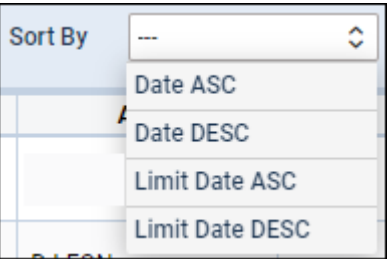 Sort By ---
Date ASC
Date DESC
Limit Date ASC
Limit Date DESC